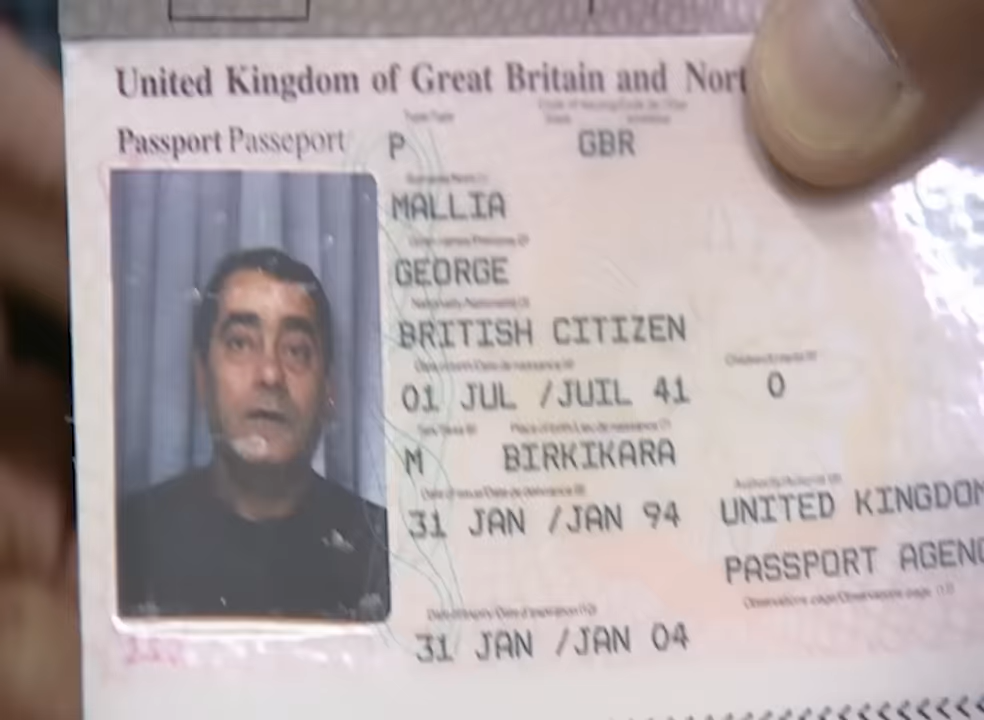 United Kingdom of Great Britain and Nort
Passport Passeport P GBR
MALLIA
GEORGE
BRITISH CITIZEN
01 JUL /JUIL 41 0
M BIRKIKARA
31 JAN /JAN 94 UNITED KINGDOM
PASSPORT AGENC
31 JAN /JAN 04